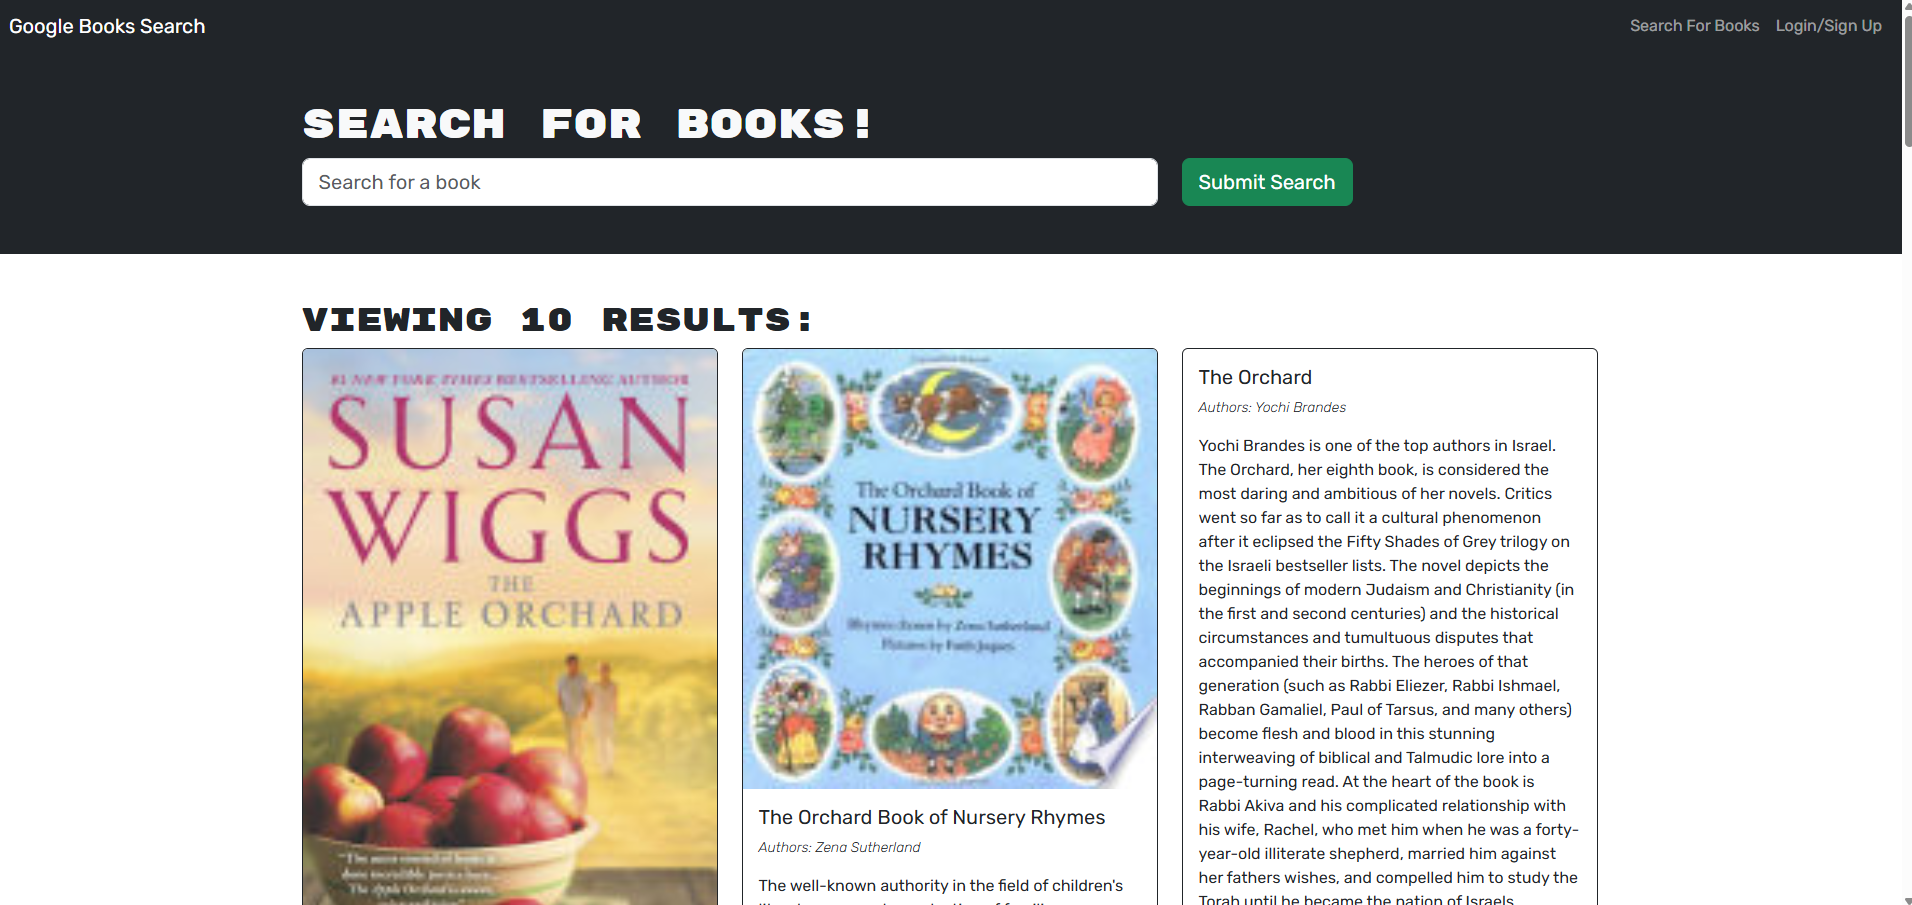 Google Books Search
Search For Books
Login/Sign Up
SEARCH FOR BOOKS!
Search for a book
Submit Search
VIEWING 10 RESULTS:
#1 NEW YORK TIMES BESTSELLING AUTHOR
SUSAN
WIGGS
THE
APPLE ORCHARD
The Orchard Book of
NURSERY
RHYMES
by Zena Sutherland
Pictures by Faith Jaques
The Orchard Book of Nursery Rhymes
Authors: Zena Sutherland
The well-known authority in the field of children's
The Orchard
Authors: Yochi Brandes
Yochi Brandes is one of the top authors in Israel.
The Orchard, her eighth book, is considered the
most daring and ambitious of her novels. Critics
went so far as to call it a cultural phenomenon
after it eclipsed the Fifty Shades of Grey trilogy on
the Israeli bestseller lists. The novel depicts the
beginnings of modern Judaism and Christianity (in
the first and second centuries) and the historical
circumstances and tumultuous disputes that
accompanied their births. The heroes of that
generation (such as Rabbi Eliezer, Rabbi Ishmael,
Rabban Gamaliel, Paul of Tarsus, and many others)
become flesh and blood in this stunning
interweaving of biblical and Talmudic lore into a
page-turning read. At the heart of the book is
Rabbi Akiva and his complicated relationship with
his wife, Rachel, who met him when he was a forty-
year-old illiterate shepherd, married him against
her fathers wishes, and compelled him to study the
Torah until he became the nation of Israels